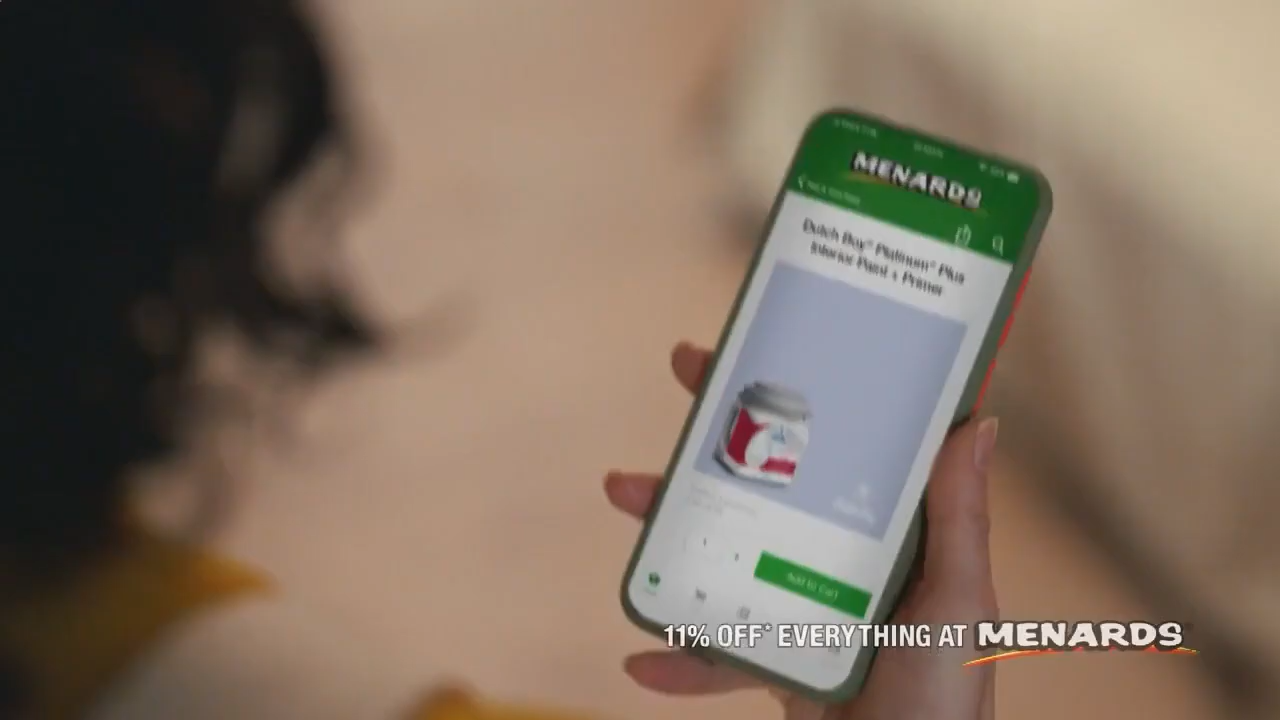 MENARDS
Dutch Boy® Platinum® Plus
Interior Paint + Primer
Add to Cart
11% OFF* EVERYTHING AT MENARDS®